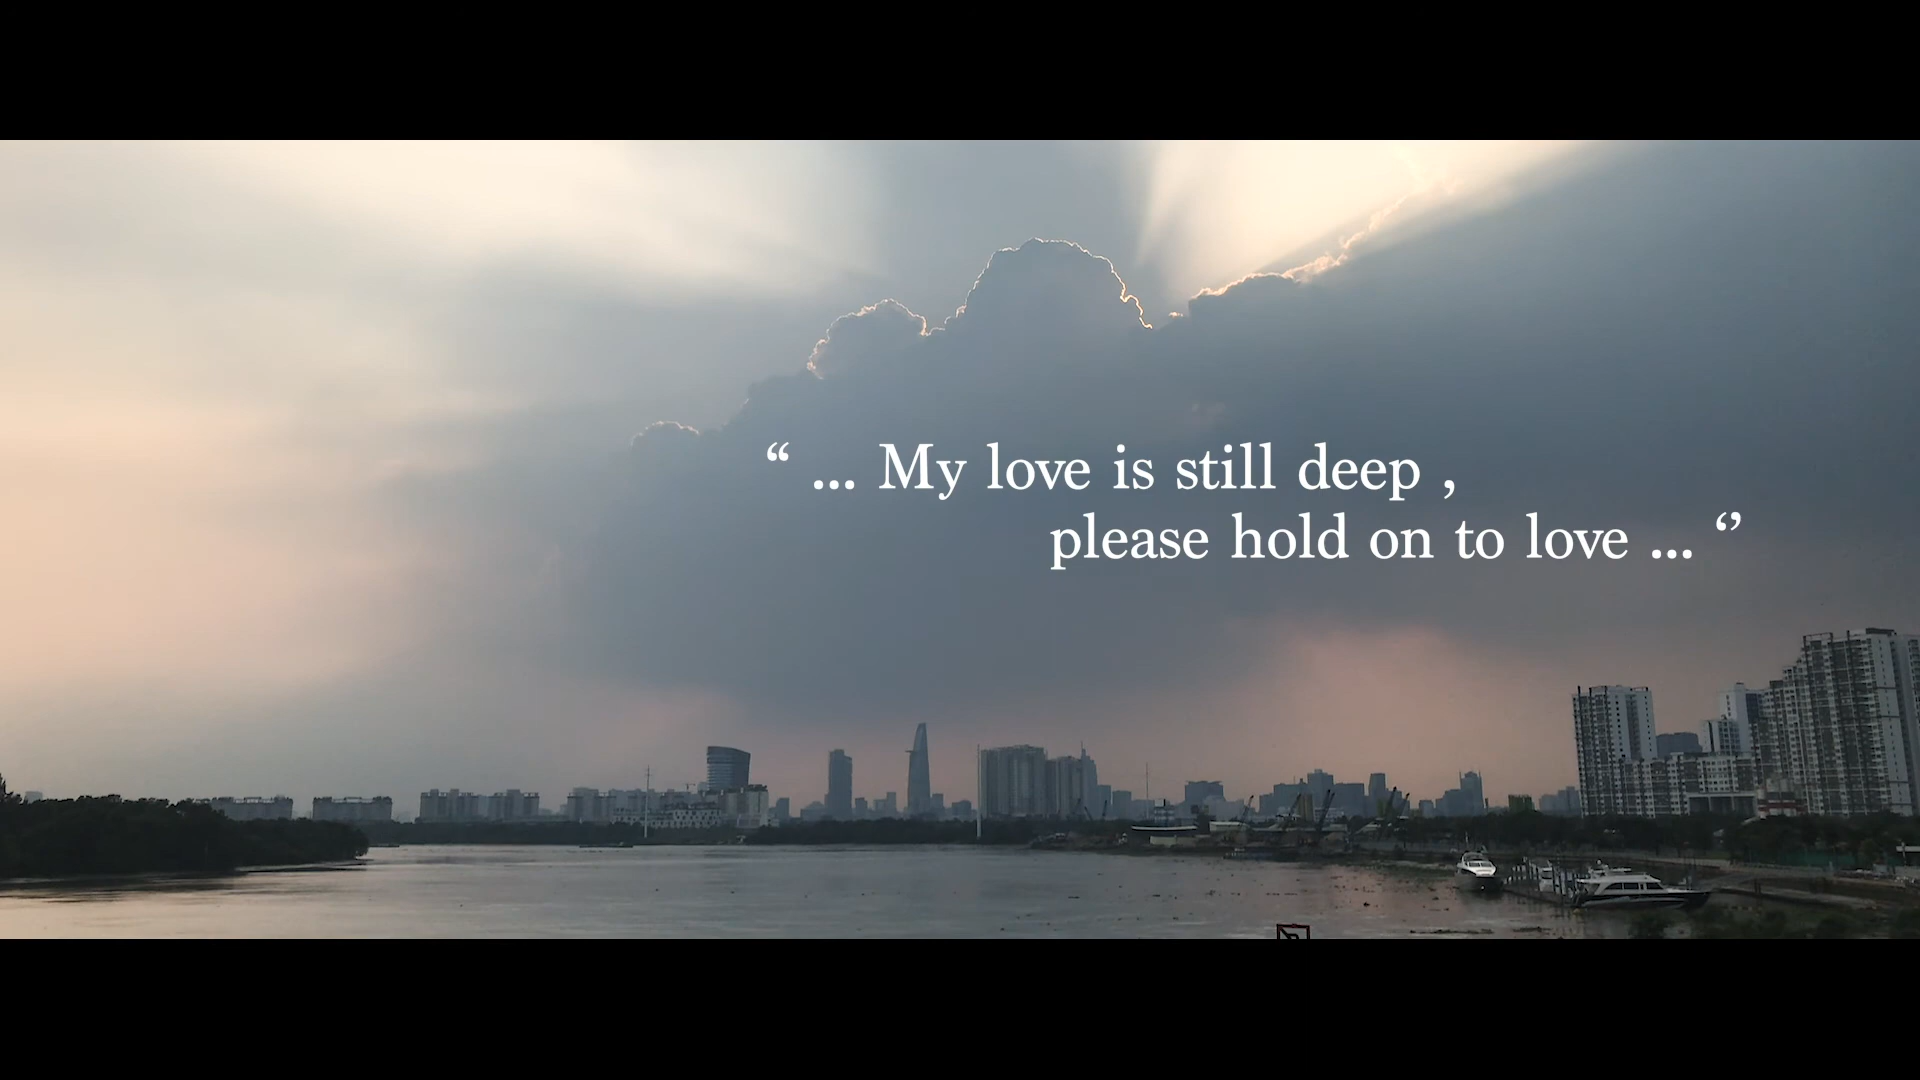 “ ... My love is still deep ,
please hold on to love ... ‘’